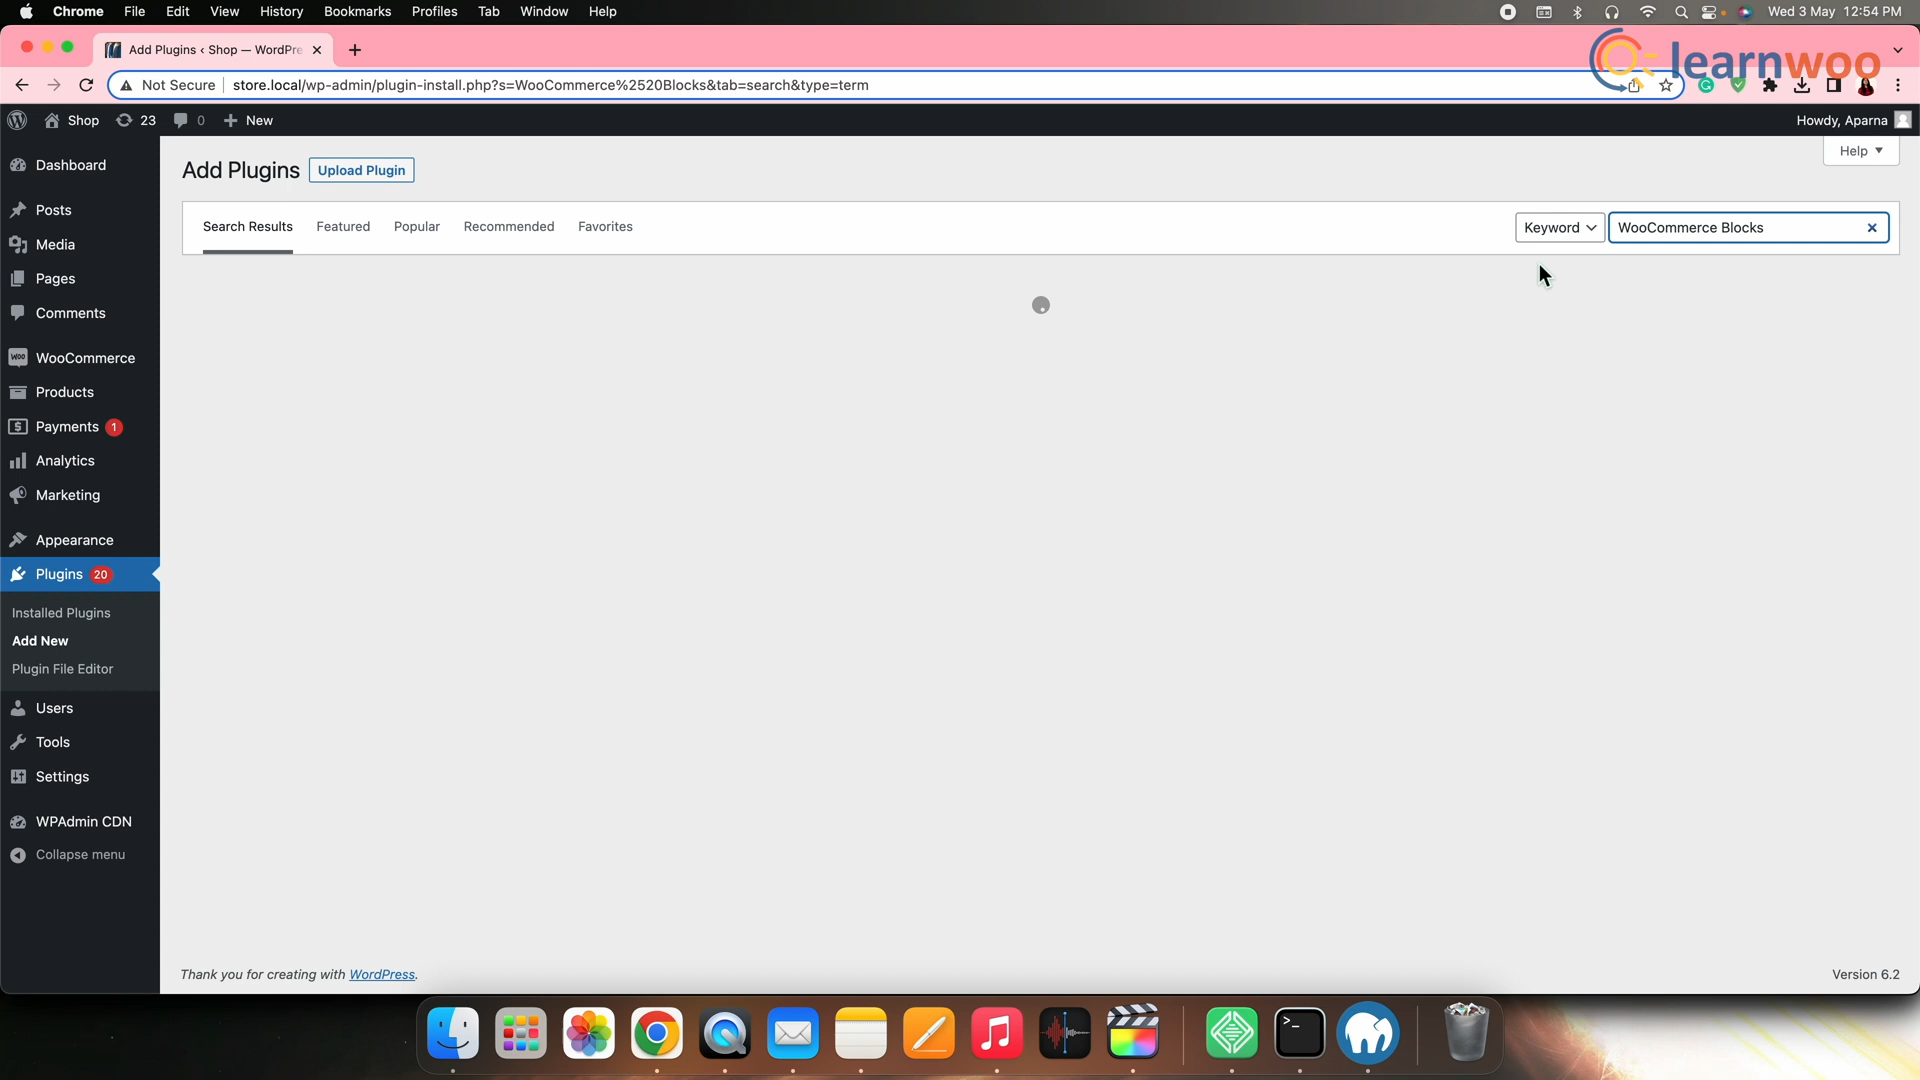 Chrome File Edit View History Bookmarks Profiles Tab Window Help
Wed 3 May 12:54 PM
Add Plugins ‹ Shop — WordPre
learnwoo
Not Secure store.local/wp-admin/plugin-install.php?s=WooCommerce%2520Blocks&tab=search&type=term
Shop 23 0 New
Howdy, Aparna
Help
Add Plugins
Upload Plugin
Search Results Featured Popular Recommended Favorites
Keyword
WooCommerce Blocks
Dashboard
Posts
Media
Pages
Comments
WooCommerce
Products
Payments 1
Analytics
Marketing
Appearance
Plugins 20
Installed Plugins
Add New
Plugin File Editor
Users
Tools
Settings
WPAdmin CDN
Collapse menu
Thank you for creating with WordPress.
Version 6.2